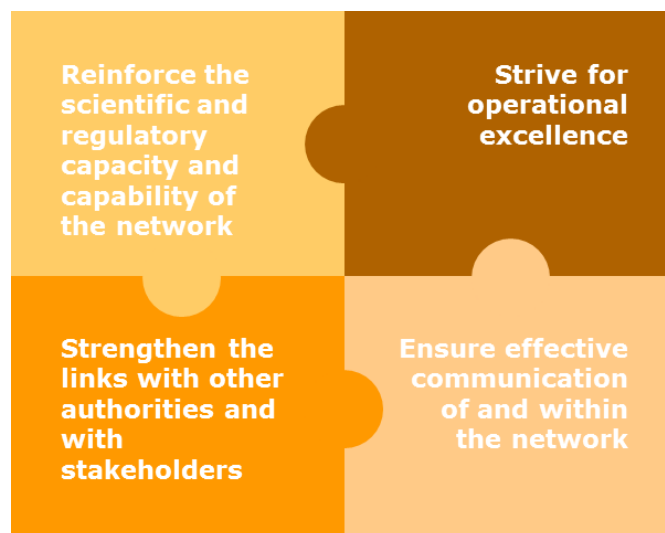 Reinforce the
scientific and
regulatory
capacity and
capability of
the network
Strive for
operational
excellence
Strengthen the
links with other
authorities and
with
stakeholders
Ensure effective
communication
of and within
the network